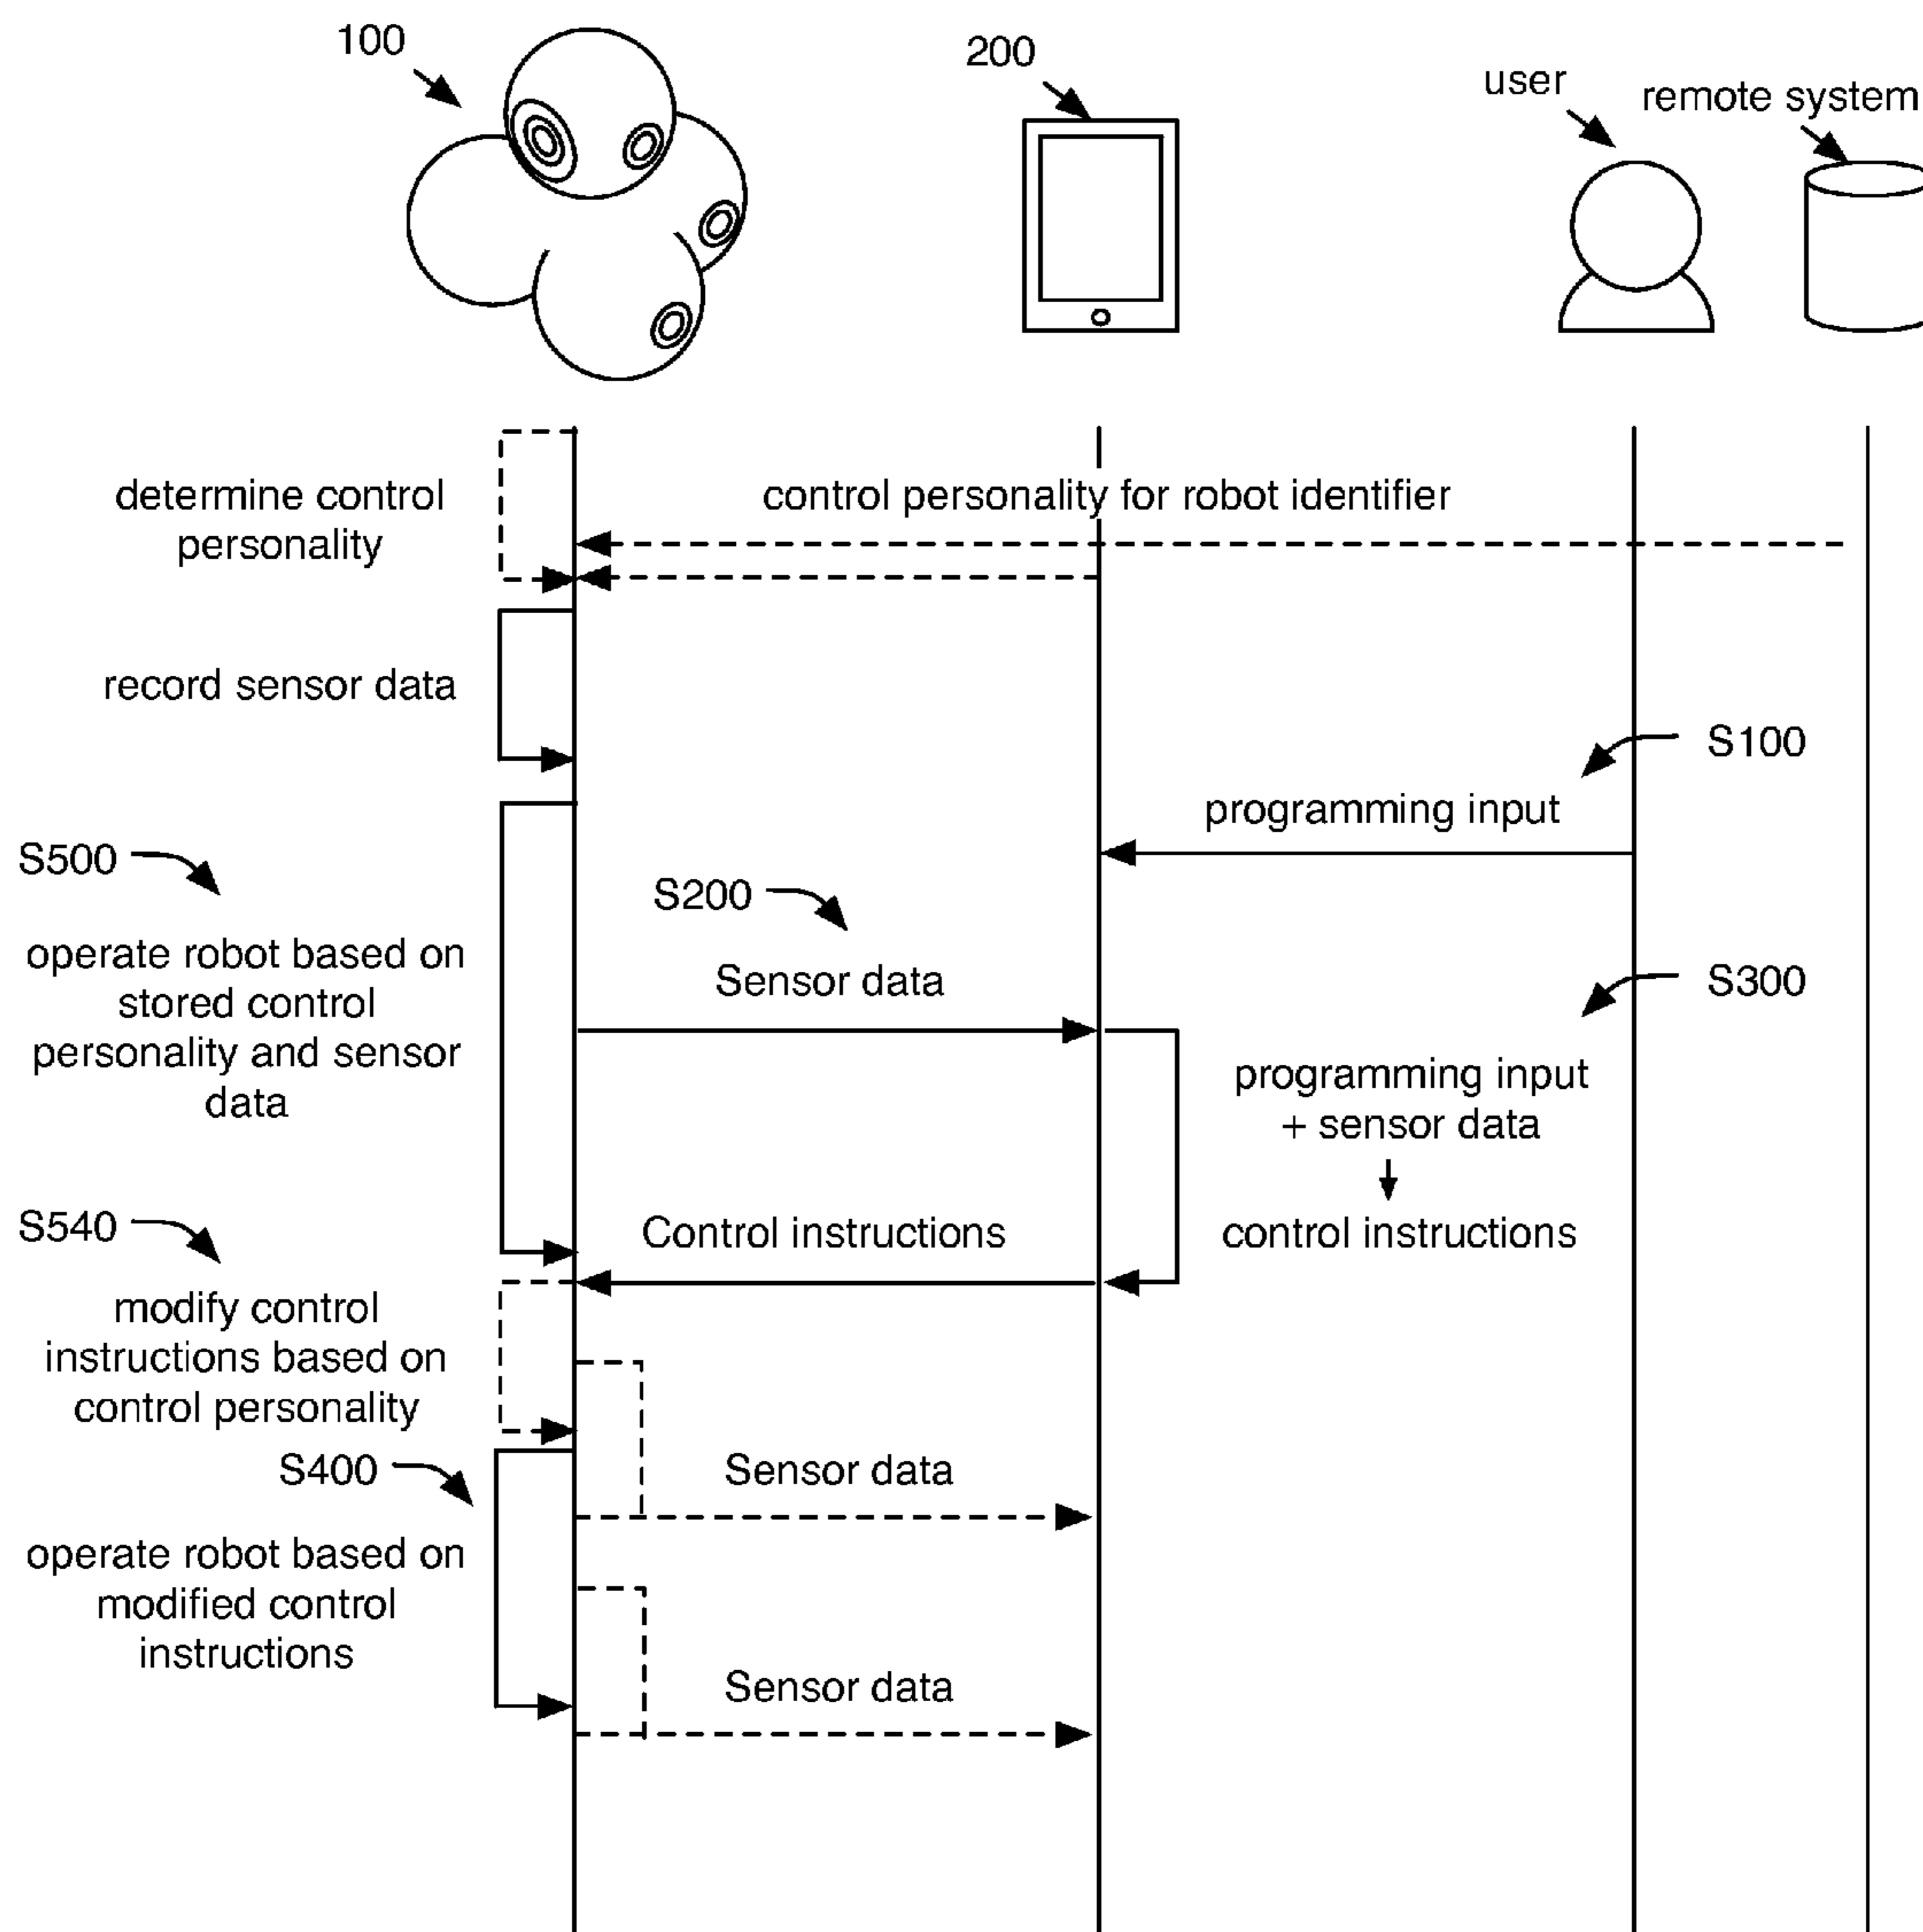 100
200
user
remote system
determine control
personality
control personality for robot identifier
record sensor data
S100
programming input
S500
S200
operate robot based on
stored control
personality and sensor
data
Sensor data
S300
programming input
+ sensor data
control instructions
Control instructions
S540
modify control
instructions based on
control personality
S400
Sensor data
operate robot based on
modified control
instructions
Sensor data